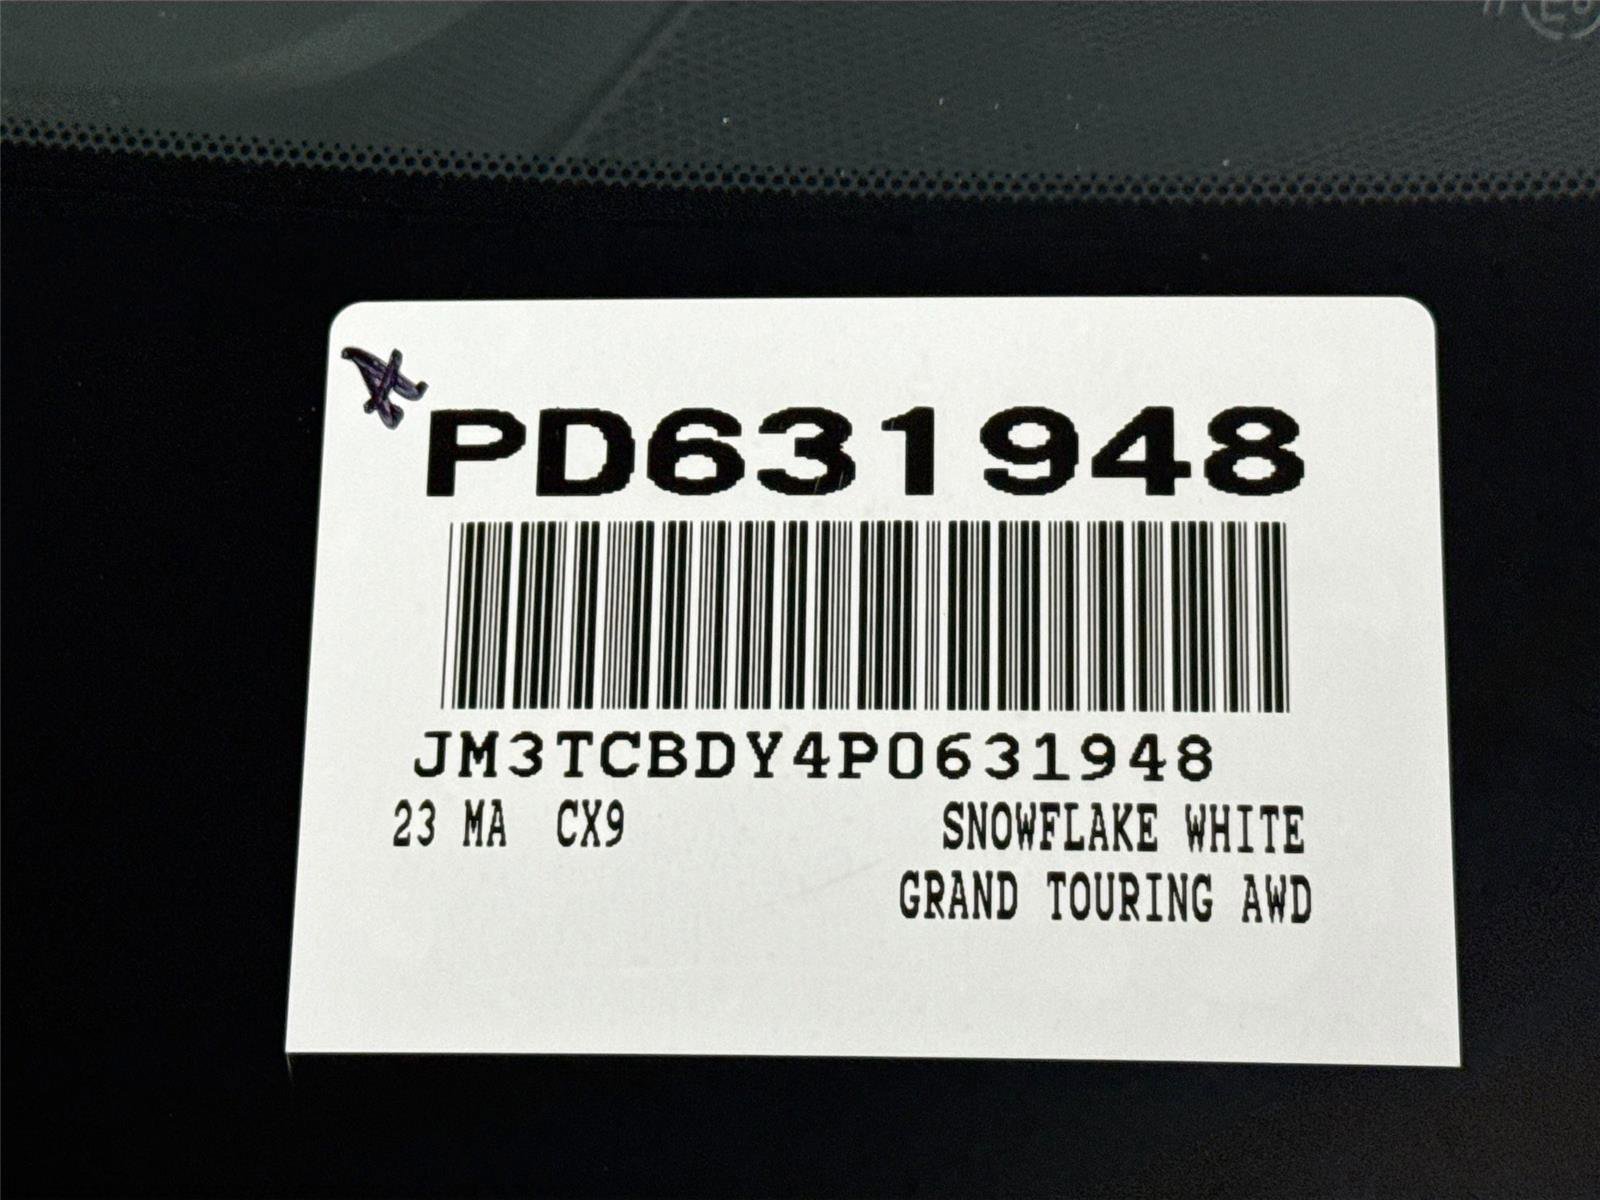 PD631948
JM3TCBDY4P0631948
23 MA CX9 SNOWFLAKE WHITE
GRAND TOURING AWD